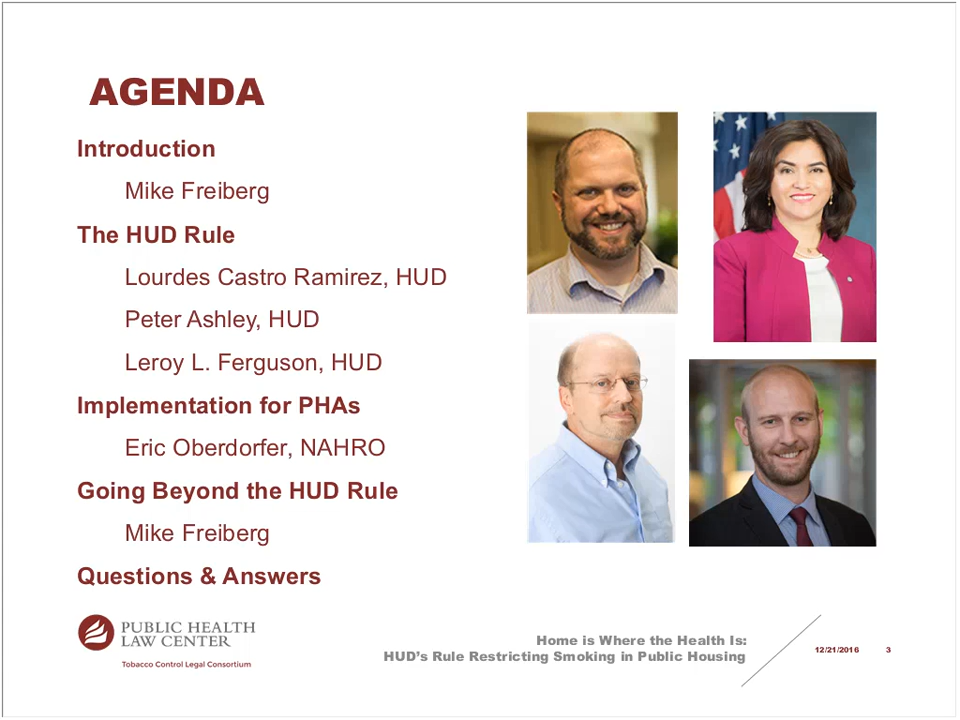 AGENDA
Introduction
Mike Freiberg
The HUD Rule
Lourdes Castro Ramirez, HUD
Peter Ashley, HUD
Leroy L. Ferguson, HUD
Implementation for PHAs
Eric Oberdorfer, NAHRO
Going Beyond the HUD Rule
Mike Freiberg
Questions & Answers
PUBLIC HEALTH
LAW CENTER
Tobacco Control Legal Consortium
Home is Where the Health Is:
HUD's Rule Restricting Smoking in Public Housing
12/21/2016 3